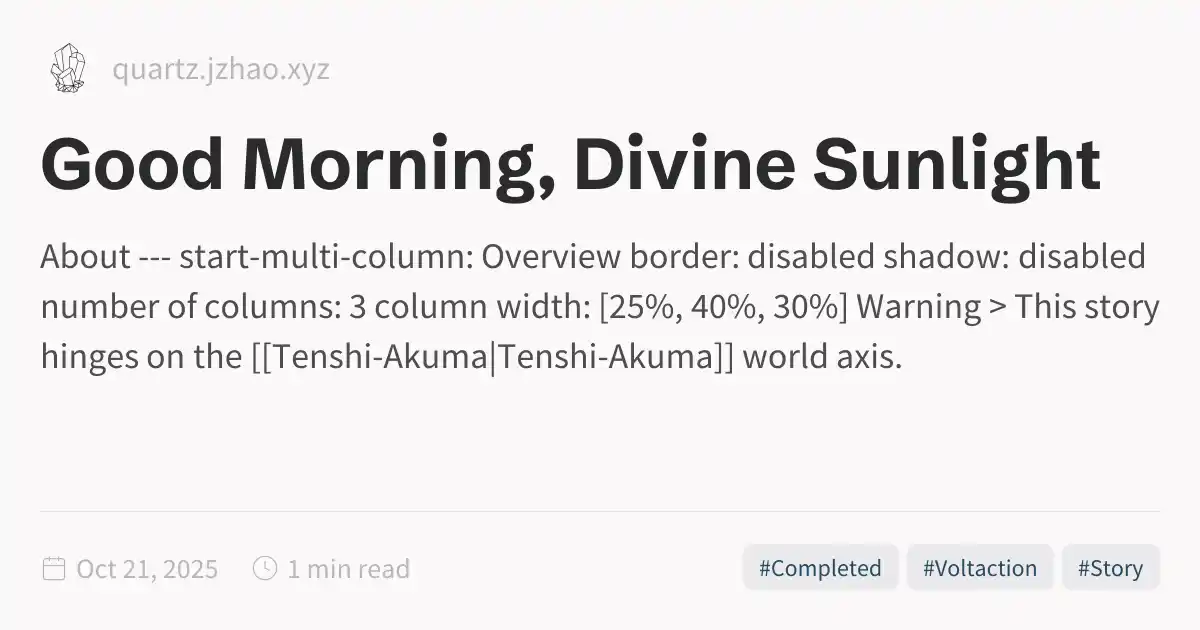 quartz.jzhao.xyz
Good Morning, Divine Sunlight
About --- start-multi-column: Overview border: disabled shadow: disabled
number of columns: 3 column width: [25%, 40%, 30%] Warning > This story
hinges on the [[Tenshi-Akuma|Tenshi-Akuma]] world axis.
Oct 21, 2025 1 min read #Completed #Voltaction #Story